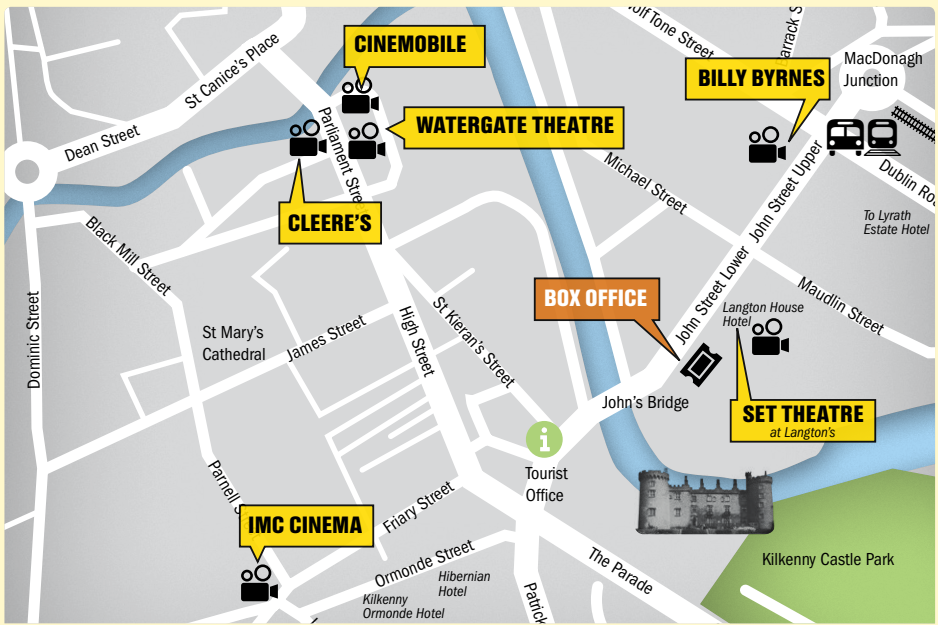 CINEMOBILE
Wolf Tone Street
Barrack S
MacDonagh
Junction
BILLY BYRNES
St Canice's Place
Dean Street
Parliament Street
WATERGATE THEATRE
CLEERE'S
Michael Street
John Street Upper
Dublin Ro
To Lyrath
Estate Hotel
Black Mill Street
BOX OFFICE
John Street Lower
Maudlin Street
Langton House
Hotel
Dominic Street
St Mary's
Cathedral
James Street
High Street
St Kieran's Street
John's Bridge
SET THEATRE
at Langton's
i
Tourist
Office
Parnell S
IMC CINEMA
Friary Street
Ormonde Street
Hibernian
Hotel
Kilkenny
Ormonde Hotel
The Parade
Patrick
Kilkenny Castle Park